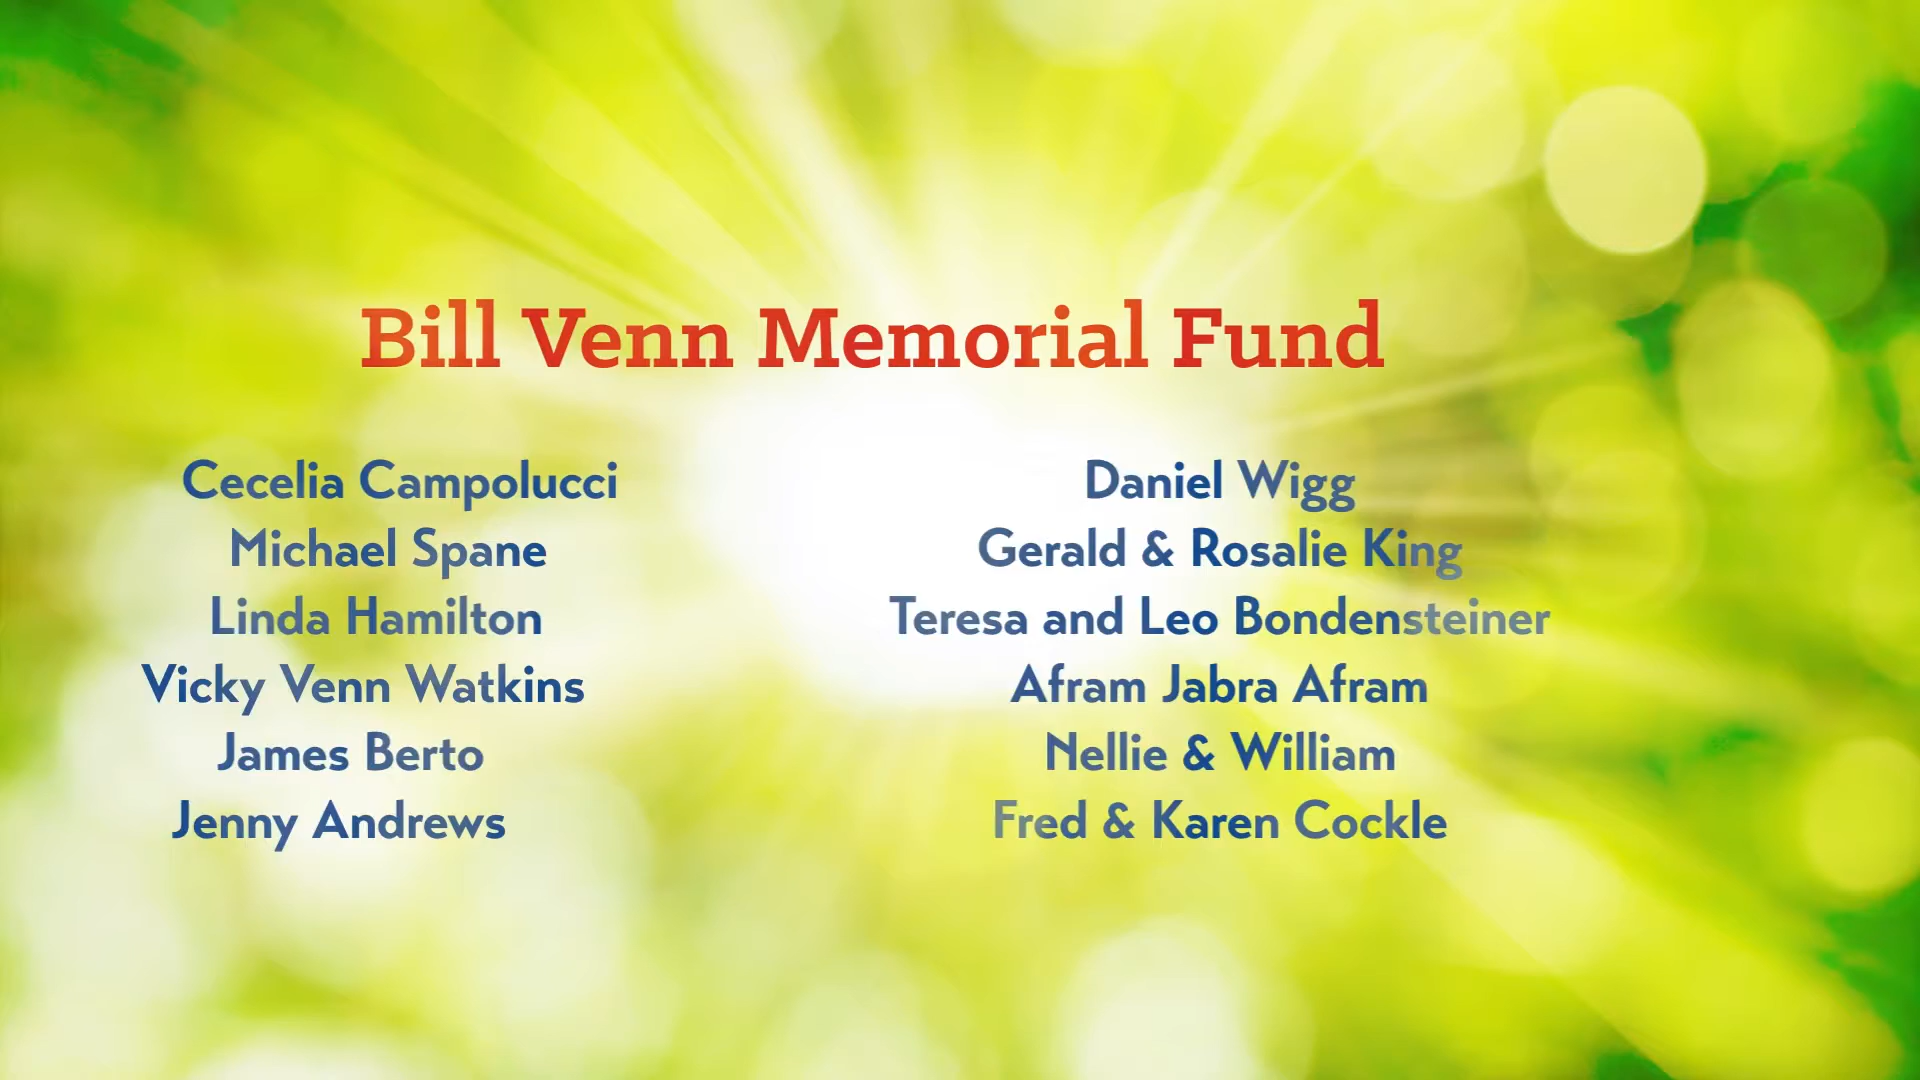 Bill Venn Memorial Fund
Cecelia Campolucci
Michael Spane
Linda Hamilton
Vicky Venn Watkins
James Berto
Jenny Andrews
Daniel Wigg
Gerald & Rosalie King
Teresa and Leo Bondensteiner
Afram Jabra Afram
Nellie & William
Fred & Karen Cockle